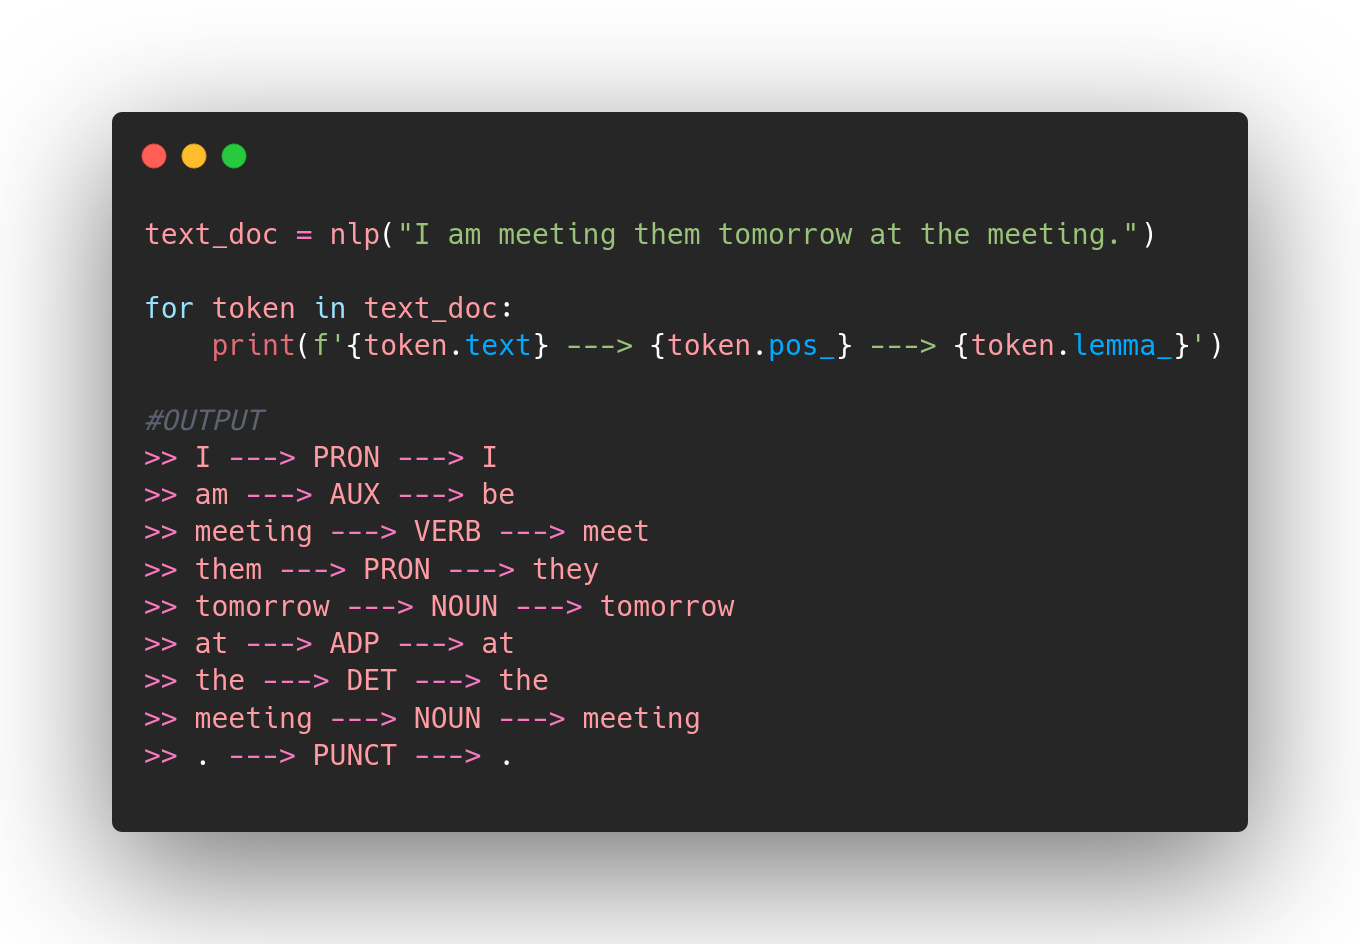 text_doc = nlp("I am meeting them tomorrow at the meeting.")
for token in text_doc:
    print(f'{token.text} ---> {token.pos_} ---> {token.lemma_}')
#OUTPUT
>> I ---> PRON ---> I
>> am ---> AUX ---> be
>> meeting ---> VERB ---> meet
>> them ---> PRON ---> they
>> tomorrow ---> NOUN ---> tomorrow
>> at ---> ADP ---> at
>> the ---> DET ---> the
>> meeting ---> NOUN ---> meeting
>> . ---> PUNCT ---> .